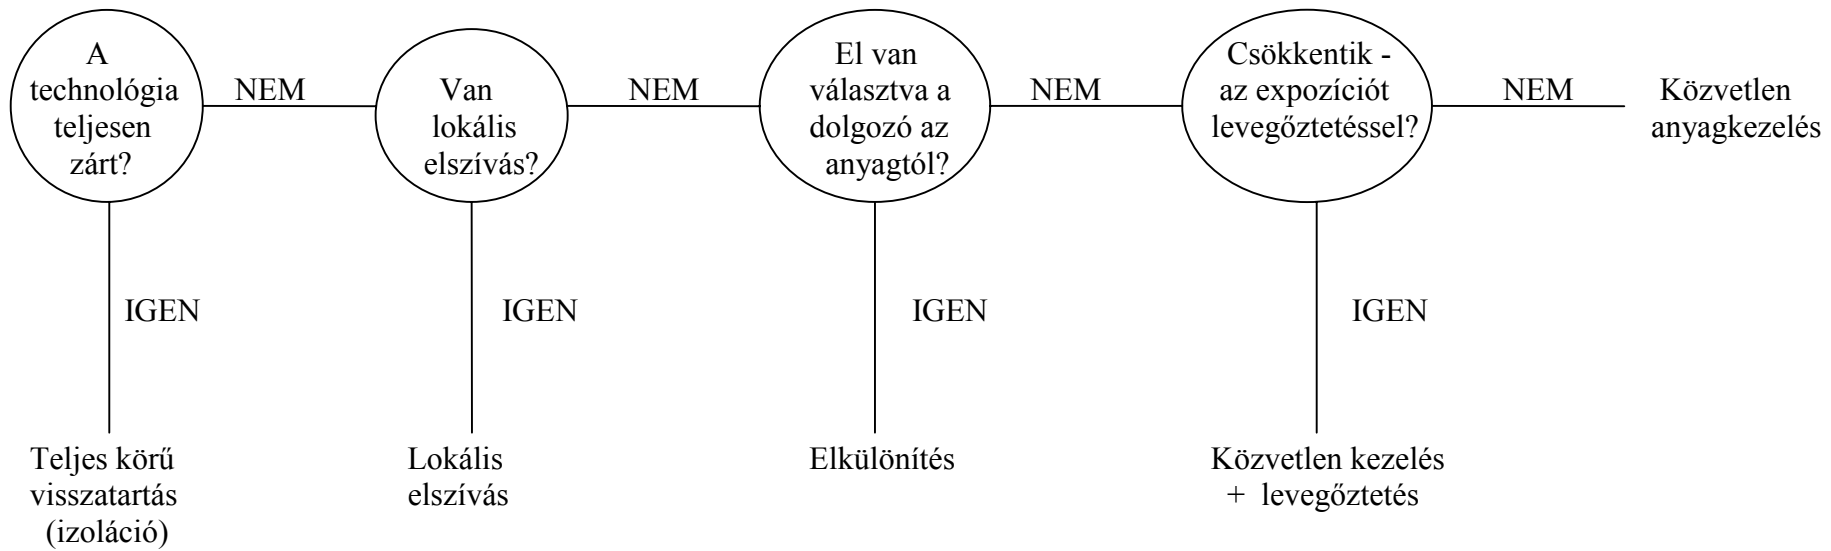 A
technológia
teljesen
zárt?
NEM
Van
lokális
elszívás?
NEM
El van
választva a
dolgozó az
anyagtól?
NEM
Csökkentik -
az expozíciót
levegőztetéssel?
NEM
Közvetlen
anyagkezelés
IGEN
IGEN
IGEN
IGEN
Teljes körű
visszatartás
(izoláció)
Lokális
elszívás
Elkülönítés
Közvetlen kezelés
+ levegőztetés